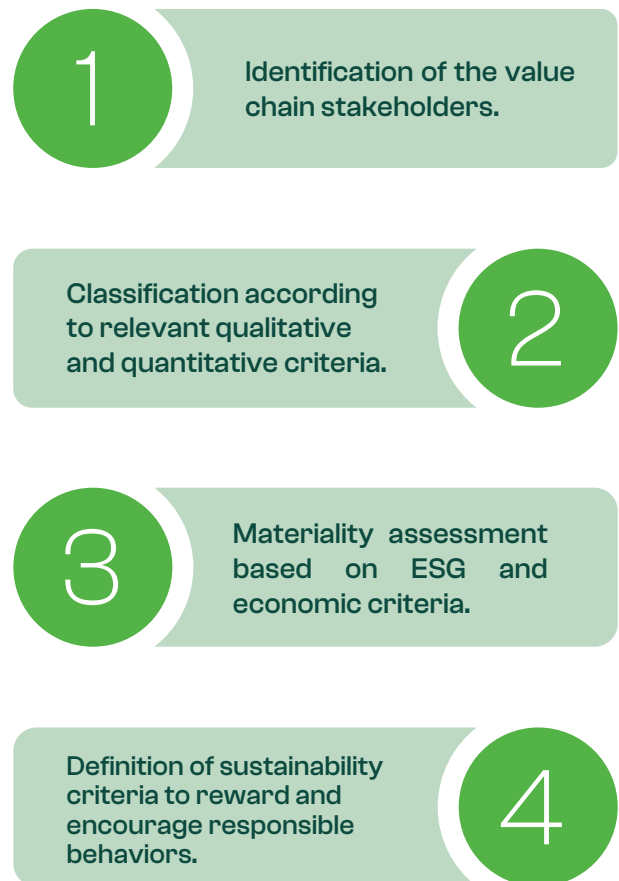 1
Identification of the value
chain stakeholders.
Classification according
to relevant qualitative
and quantitative criteria.
2
3
Materiality assessment
based on ESG and
economic criteria.
Definition of sustainability
criteria to reward and
encourage responsible
behaviors.
4